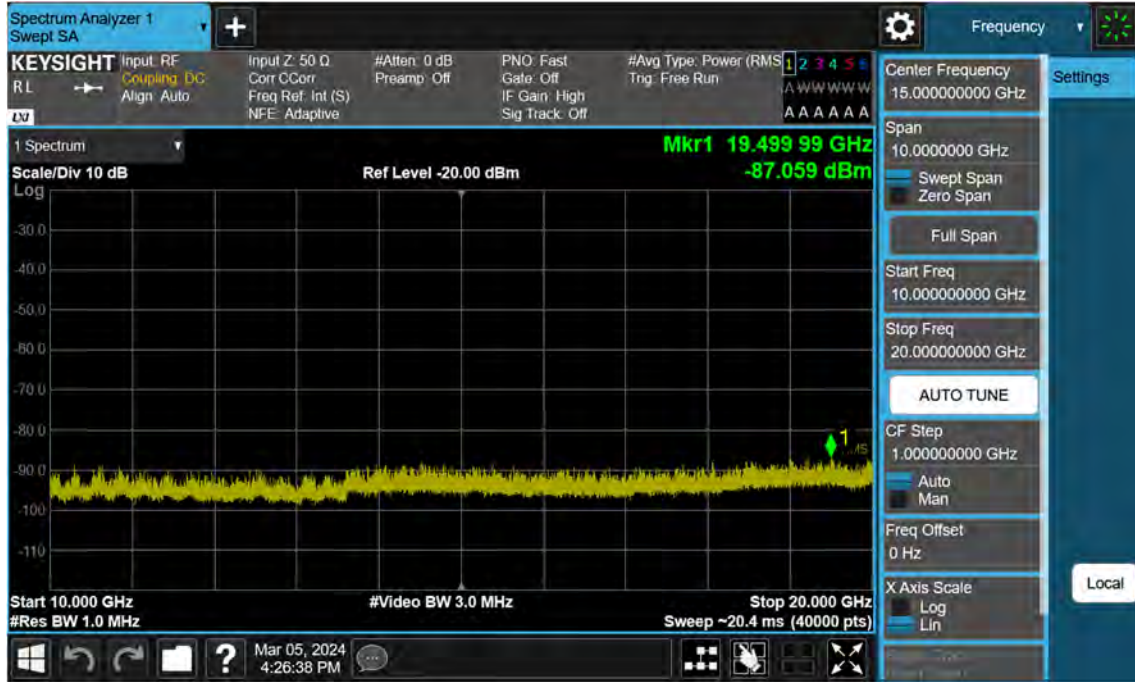 Spectrum Analyzer 1
Swept SA
+
Frequency
KEYSIGHT
RL
LXI
Input: RF
Coupling: DC
Align: Auto
Input Z: 50 Ω
Corr CCorr
Freq Ref: Int (S)
NFE: Adaptive
#Atten: 0 dB
Preamp: Off
PNO: Fast
Gate: Off
IF Gain: High
Sig Track: Off
#Avg Type: Power (RMS
Trig: Free Run
1 2 3 4 5 6
A W W W W W
A A A A A A
1 Spectrum
Scale/Div 10 dB
Ref Level -20.00 dBm
Mkr1 19.499 99 GHz
-87.059 dBm
Log
-30.0
-40.0
-50.0
-60.0
-70.0
-80.0
-90.0
-100
-110
1
Start 10.000 GHz
#Res BW 1.0 MHz
#Video BW 3.0 MHz
Stop 20.000 GHz
Sweep ~20.4 ms (40000 pts)
Center Frequency
15.000000000 GHz
Span
10.0000000 GHz
Swept Span
Zero Span
Full Span
Start Freq
10.000000000 GHz
Stop Freq
20.000000000 GHz
AUTO TUNE
CF Step
1.000000000 GHz
Auto
Man
Freq Offset
0 Hz
X Axis Scale
Log
Lin
Settings
Local
?
Mar 05, 2024
4:26:38 PM